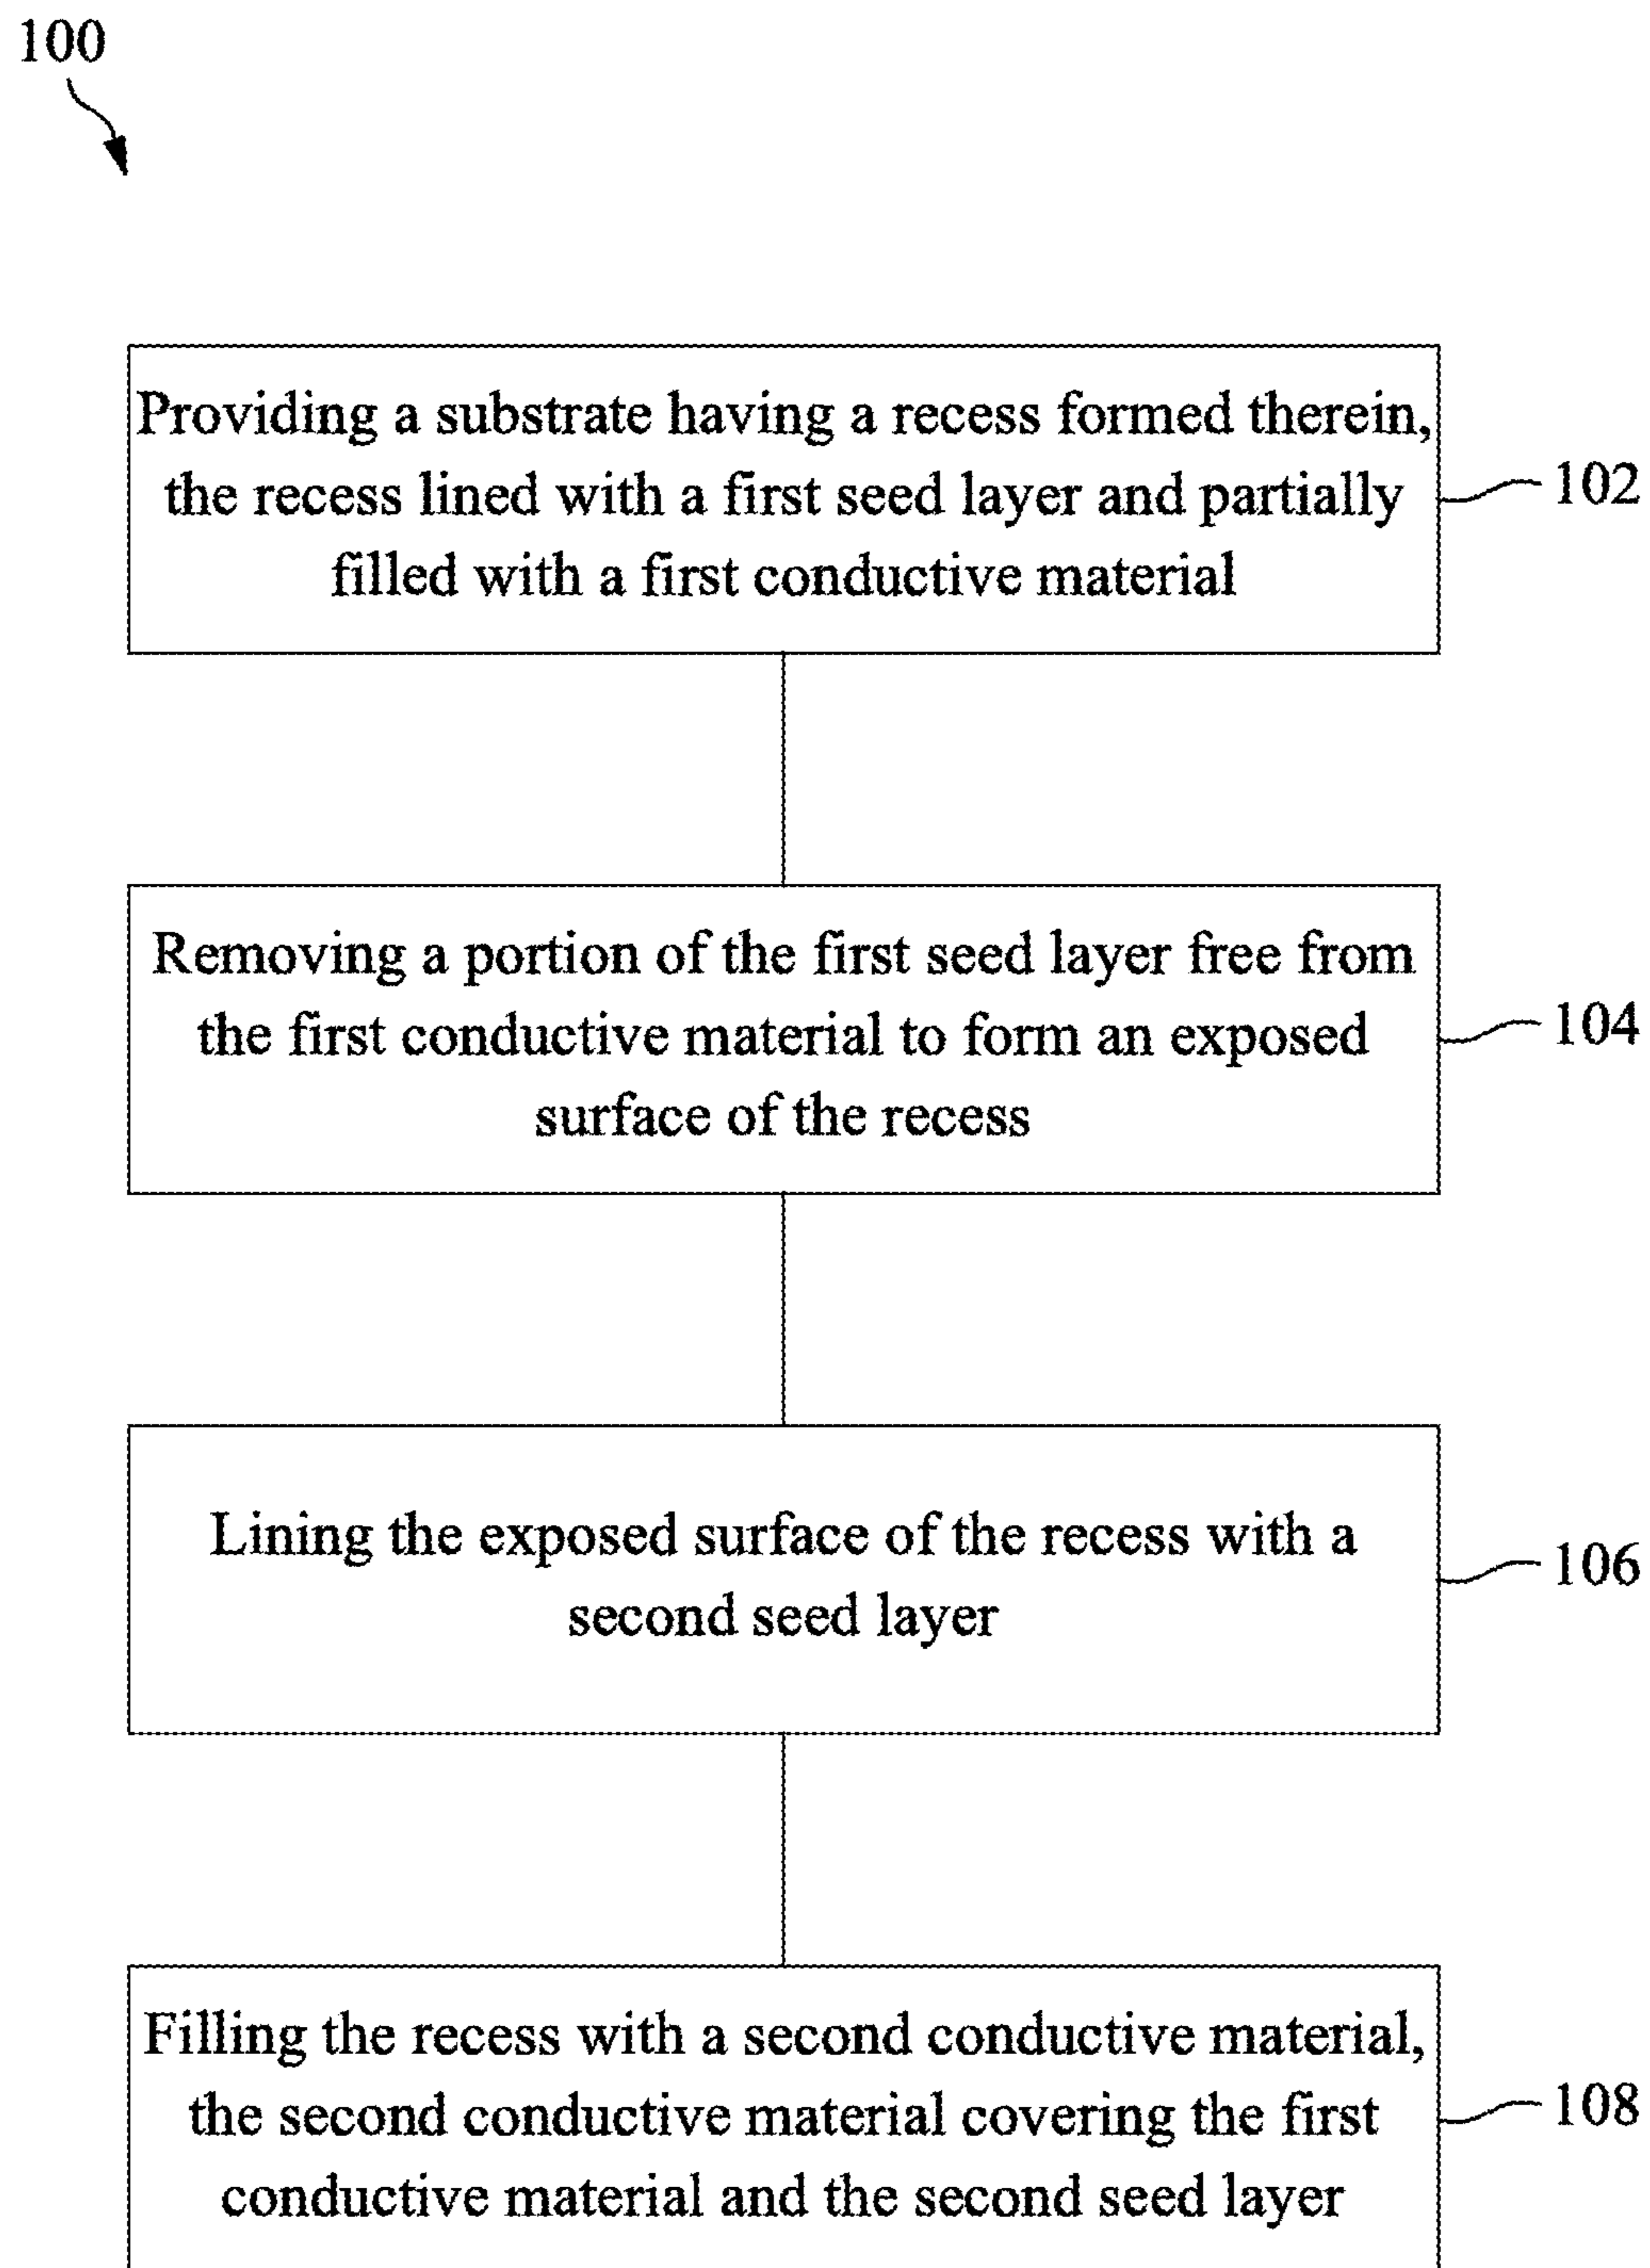 100
Providing a substrate having a recess formed therein,
the recess lined with a first seed layer and partially
filled with a first conductive material
102
Removing a portion of the first seed layer free from
the first conductive material to form an exposed
surface of the recess
104
Lining the exposed surface of the recess with a
second seed layer
106
Filling the recess with a second conductive material,
the second conductive material covering the first
conductive material and the second seed layer
108